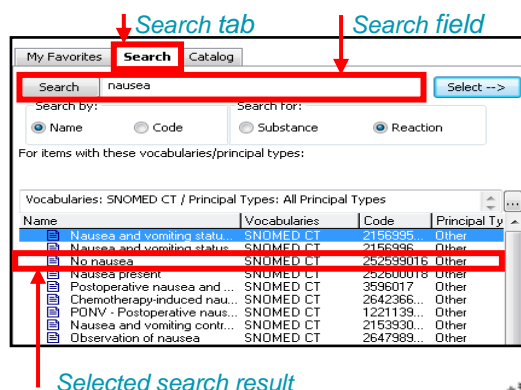 Search tab
Search field
My Favorites Search Catalog
Search nausea Select -->
Search by: Search for:
Name Code Substance Reaction
For items with these vocabularies/principal types:
Vocabularies: SNOMED CT / Principal Types: All Principal Types ...
Name Vocabularies Code Principal Ty
Nausea and vomiting statu... SNOMED CT 2156995... Other
Nausea and vomiting status SNOMED CT 2156996 Other
No nausea SNOMED CT 252599016 Other
Nausea present SNOMED CT 252600018 Other
Postoperative nausea and ... SNOMED CT 3596017 Other
Chemotherapy-induced nau... SNOMED CT 2642366... Other
PONV - Postoperative naus... SNOMED CT 1221139... Other
Nausea and vomiting contr... SNOMED CT 2153930... Other
Observation of nausea SNOMED CT 2647989... Other
Selected search result